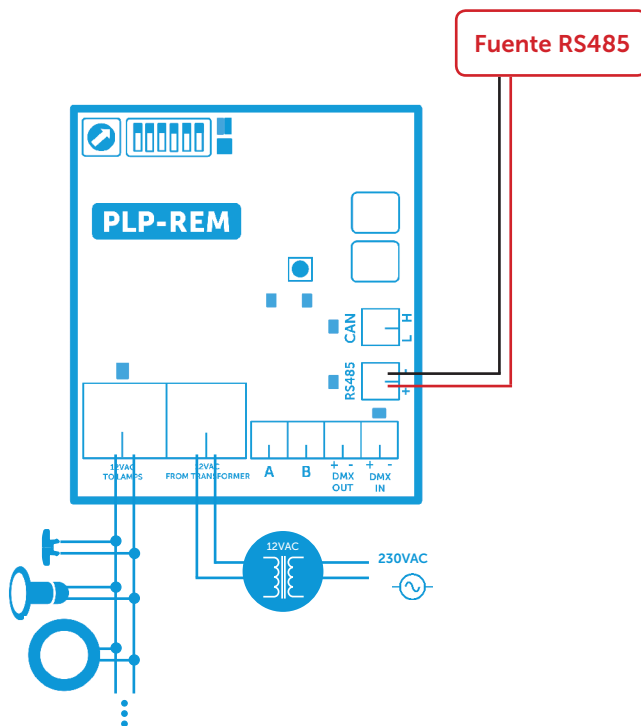 Fuente RS485
PLP-REM
CAN
H
L
RS485
-
+
12VAC
TO LAMPS
12VAC
FROM TRANSFORMER
A
B
+ -
DMX
OUT
+ -
DMX
IN
12VAC
230VAC